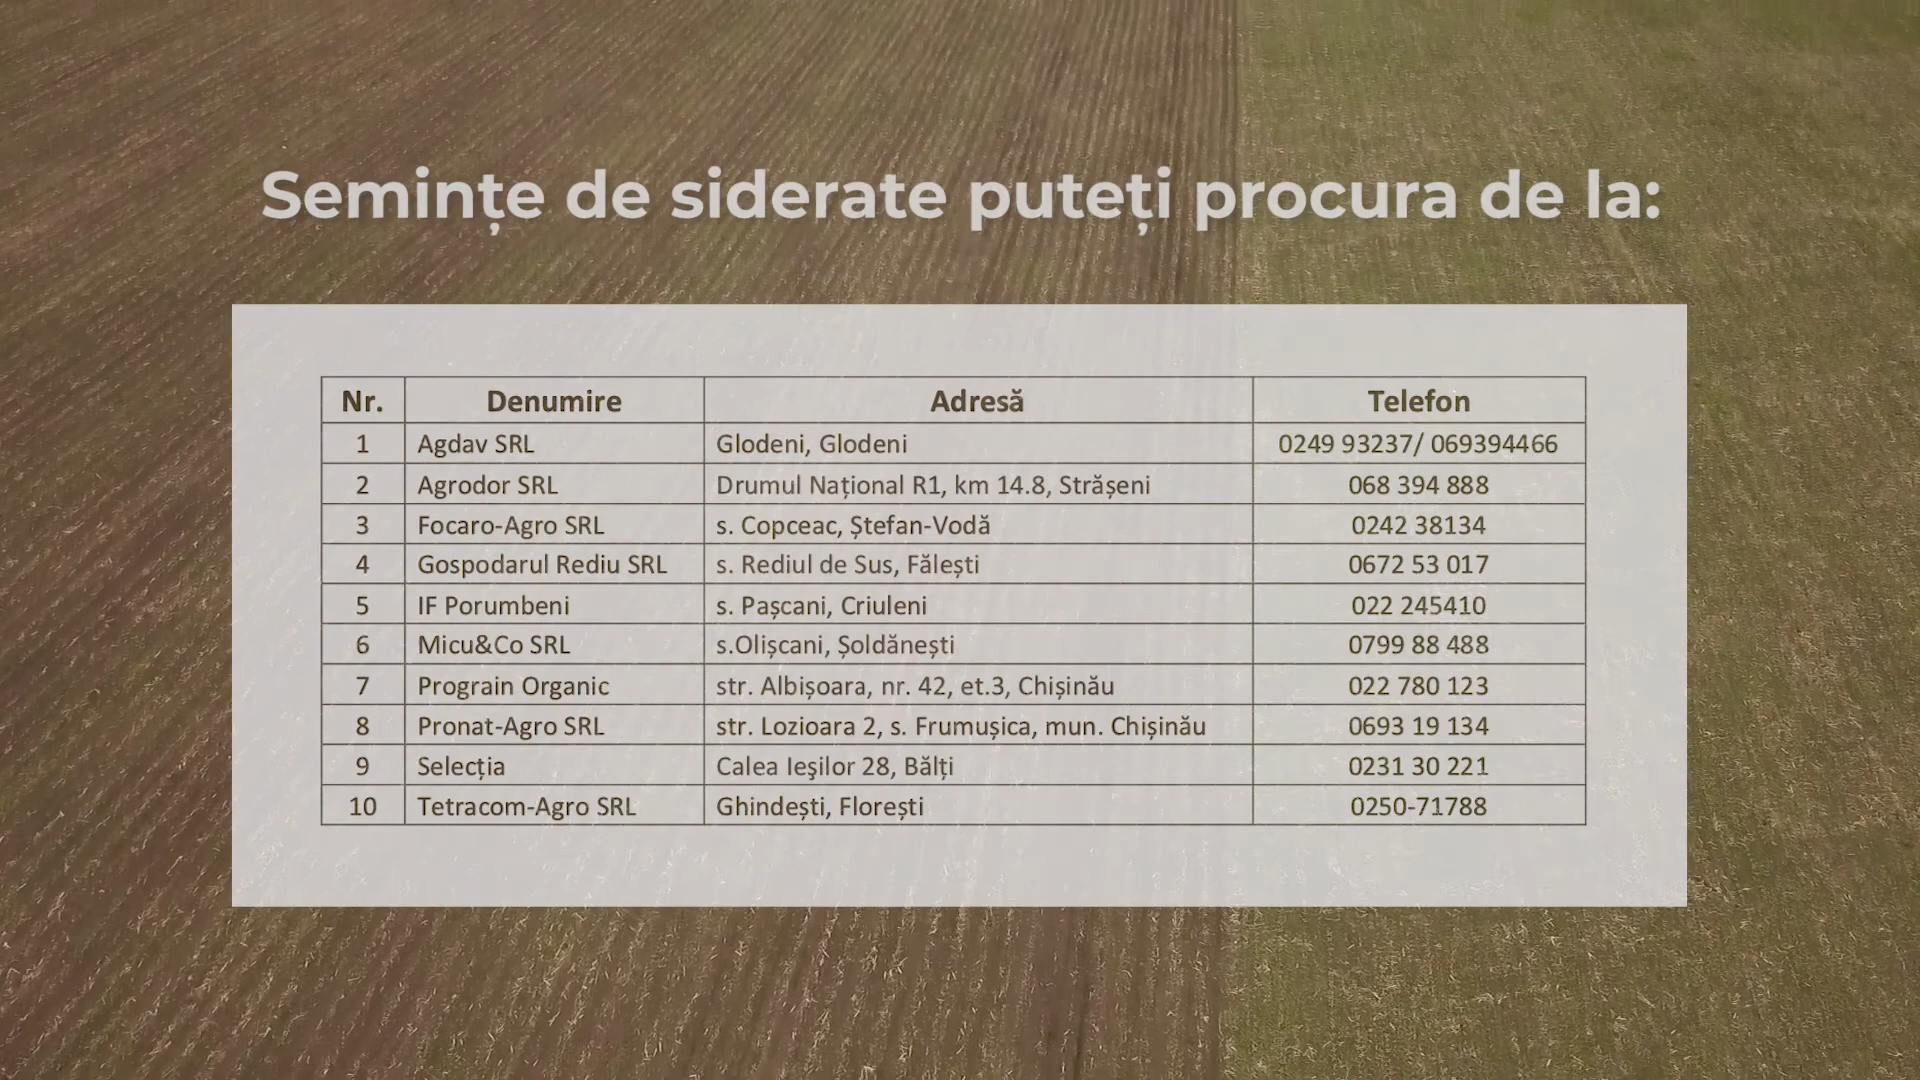 Semințe de siderate puteți procura de la:
Nr. Denumire Adresă Telefon
1 Agdav SRL Glodeni, Glodeni 0249 93237/ 069394466
2 Agrodor SRL Drumul Național R1, km 14.8, Strășeni 068 394 888
3 Focaro-Agro SRL s. Copceac, Ștefan-Vodă 0242 38134
4 Gospodarul Rediu SRL s. Rediul de Sus, Fălești 0672 53 017
5 IF Porumbeni s. Pașcani, Criuleni 022 245410
6 Micu&Co SRL s.Olișcani, Șoldănești 0799 88 488
7 Prograin Organic str. Albișoara, nr. 42, et.3, Chișinău 022 780 123
8 Pronat-Agro SRL str. Lozioara 2, s. Frumușica, mun. Chișinău 0693 19 134
9 Selecția Calea Ieşilor 28, Bălți 0231 30 221
10 Tetracom-Agro SRL Ghindești, Florești 0250-71788